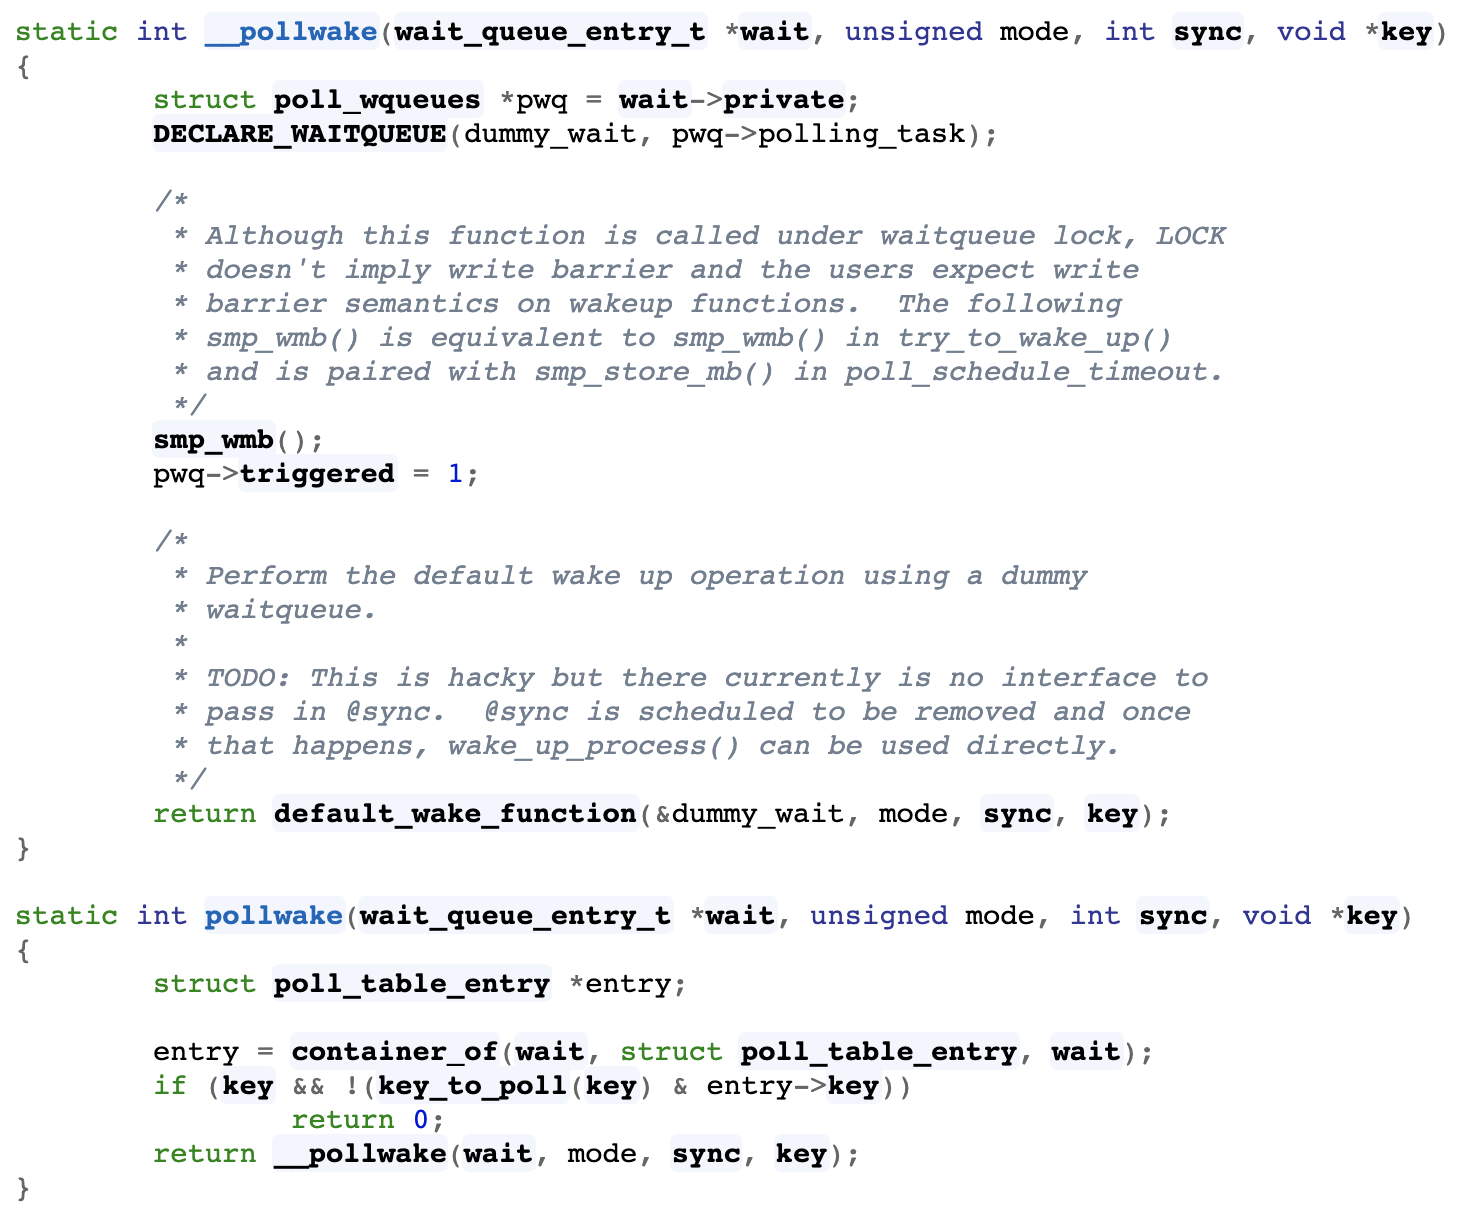 static int __pollwake(wait_queue_entry_t *wait, unsigned mode, int sync, void *key)
{
        struct poll_wqueues *pwq = wait->private;
        DECLARE_WAITQUEUE(dummy_wait, pwq->polling_task);

        /*
         * Although this function is called under waitqueue lock, LOCK
         * doesn't imply write barrier and the users expect write
         * barrier semantics on wakeup functions.  The following
         * smp_wmb() is equivalent to smp_wmb() in try_to_wake_up()
         * and is paired with smp_store_mb() in poll_schedule_timeout.
         */
        smp_wmb();
        pwq->triggered = 1;

        /*
         * Perform the default wake up operation using a dummy
         * waitqueue.
         *
         * TODO: This is hacky but there currently is no interface to
         * pass in @sync.  @sync is scheduled to be removed and once
         * that happens, wake_up_process() can be used directly.
         */
        return default_wake_function(&dummy_wait, mode, sync, key);
}

static int pollwake(wait_queue_entry_t *wait, unsigned mode, int sync, void *key)
{
        struct poll_table_entry *entry;

        entry = container_of(wait, struct poll_table_entry, wait);
        if (key && !(key_to_poll(key) & entry->key))
                return 0;
        return __pollwake(wait, mode, sync, key);
}